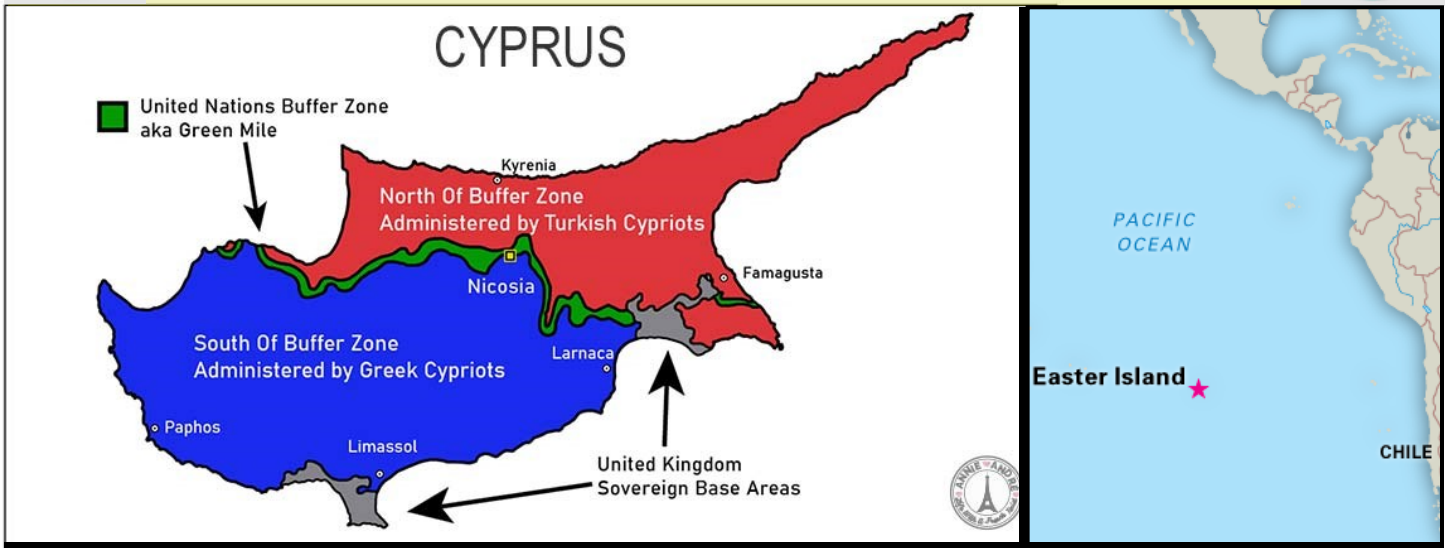 CYPRUS
United Nations Buffer Zone
aka Green Mile
Kyrenia
North Of Buffer Zone
Administered by Turkish Cypriots
Nicosia
Famagusta
South Of Buffer Zone
Administered by Greek Cypriots
Larnaca
Paphos
Limassol
United Kingdom
Sovereign Base Areas
ANNIE ANDRÉ
PACIFIC
OCEAN
Easter Island
CHILE